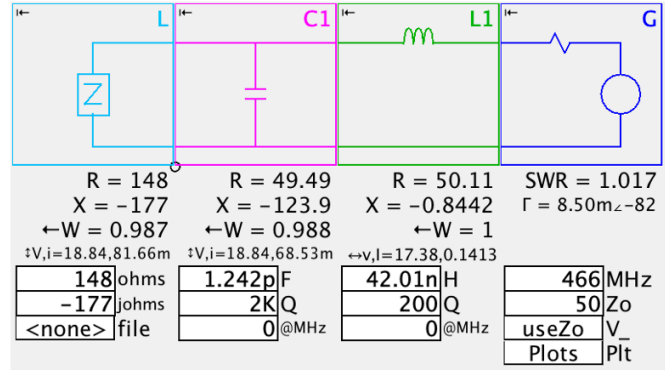 L C1 L1 G
Z
R = 148 R = 49.49 R = 50.11 SWR = 1.017
X = −177 X = −123.9 X = −0.8442 Γ = 8.50m∠−82
←W = 0.987 ←W = 0.988 ←W = 1
↕V,i=18.84,81.66m ↕V,i=18.84,68.53m ↔v,I=17.38,0.1413
148 ohms 1.242p F 42.01n H 466 MHz
−177 johms 2K Q 200 Q 50 Zo
<none> file 0 @MHz 0 @MHz useZo V_
Plots Plt